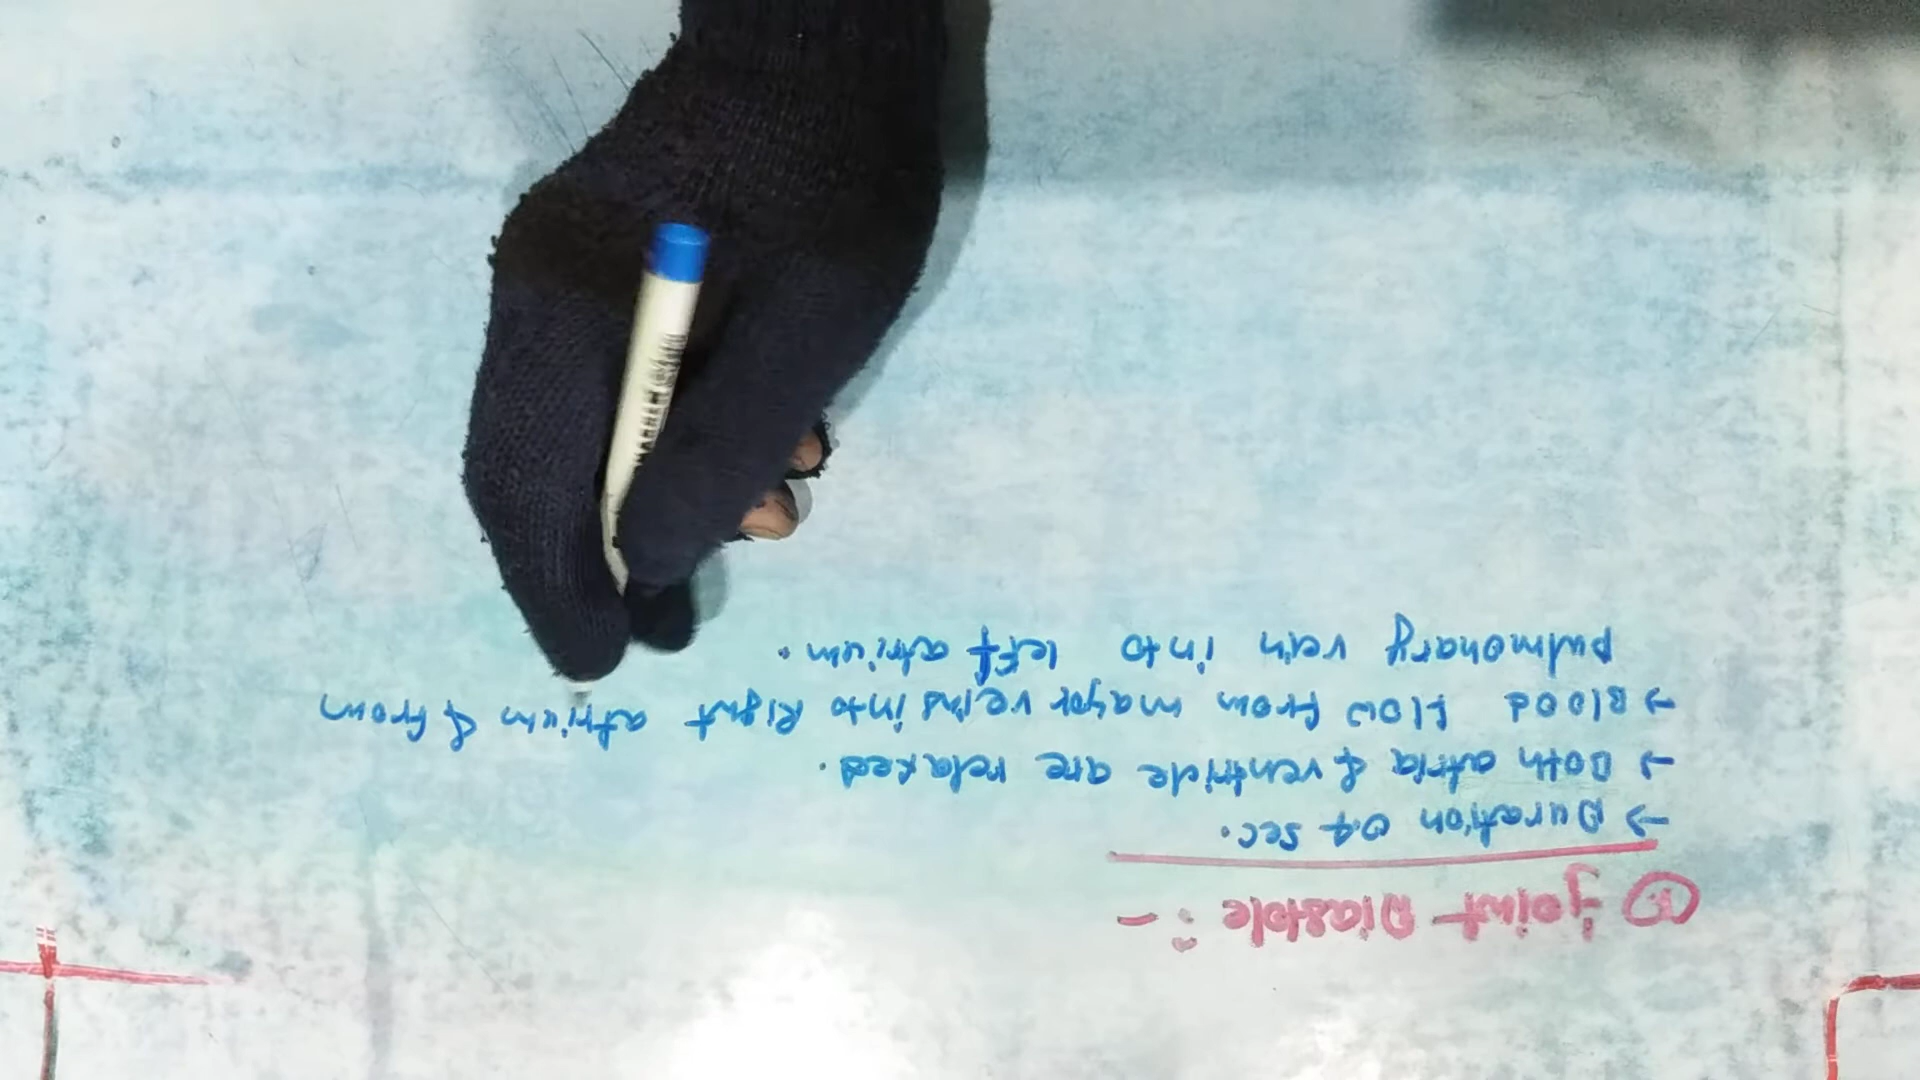 joint Diastole :-
→ Duration 0.4 sec.
→ Both atria & ventricle are relaxed.
→ Blood flow from mayor veins into Right atrium & from
pulmonary vein into left atrium.